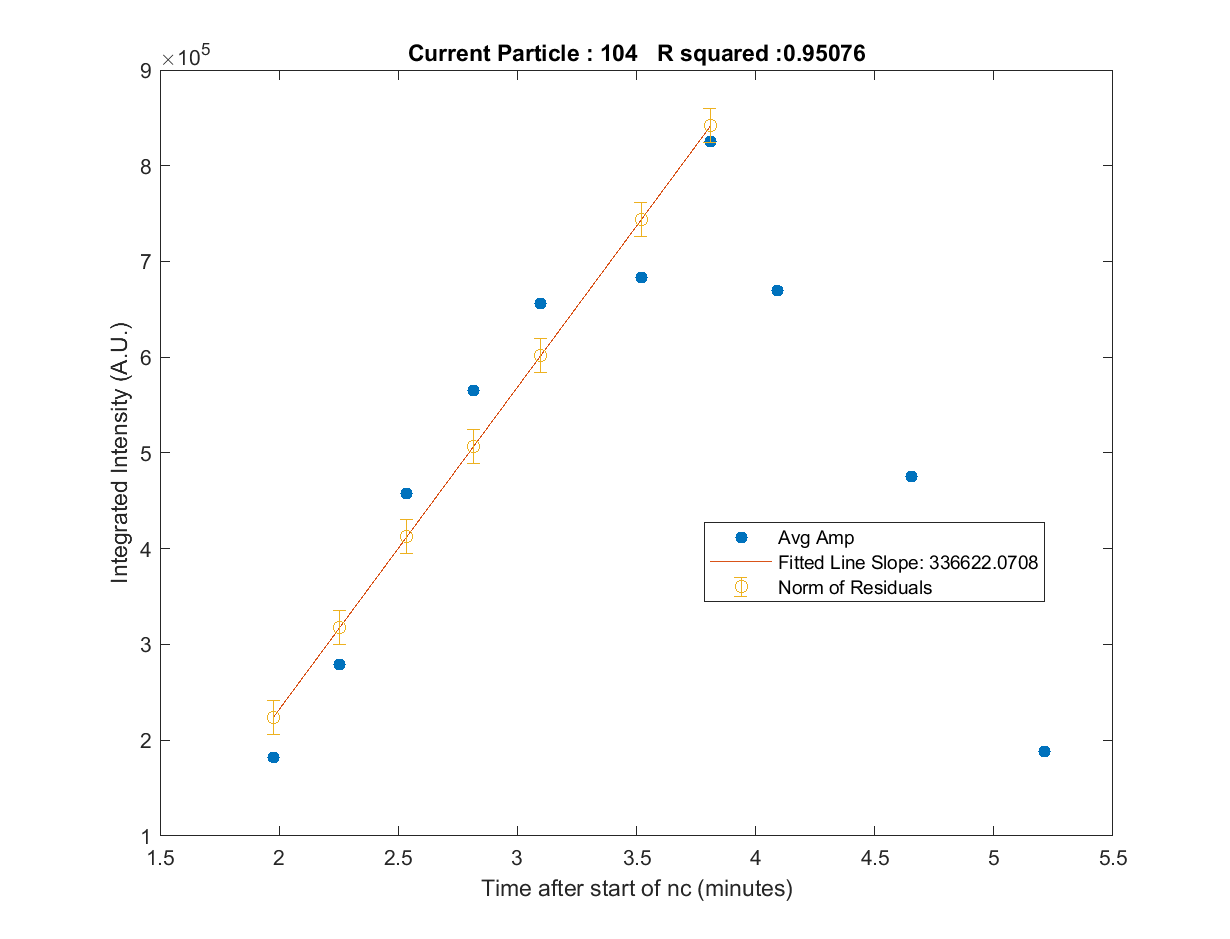 Current Particle : 104 R squared :0.95076
×10^5
9
8
7
6
5
4
3
2
1
Integrated Intensity (A.U.)
Avg Amp
Fitted Line Slope: 336622.0708
Norm of Residuals
1.5 2 2.5 3 3.5 4 4.5 5 5.5
Time after start of nc (minutes)